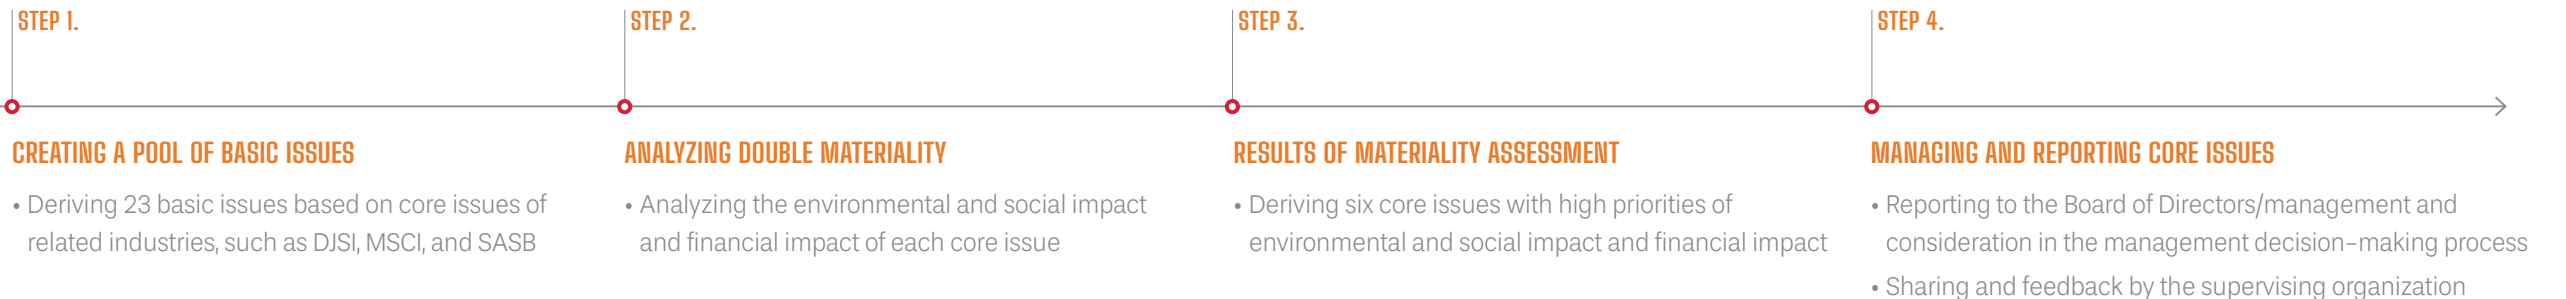 STEP 1.
CREATING A POOL OF BASIC ISSUES
• Deriving 23 basic issues based on core issues of
related industries, such as DJSI, MSCI, and SASB
STEP 2.
ANALYZING DOUBLE MATERIALITY
• Analyzing the environmental and social impact
and financial impact of each core issue
STEP 3.
RESULTS OF MATERIALITY ASSESSMENT
• Deriving six core issues with high priorities of
environmental and social impact and financial impact
STEP 4.
MANAGING AND REPORTING CORE ISSUES
• Reporting to the Board of Directors/management and
consideration in the management decision-making process
• Sharing and feedback by the supervising organization